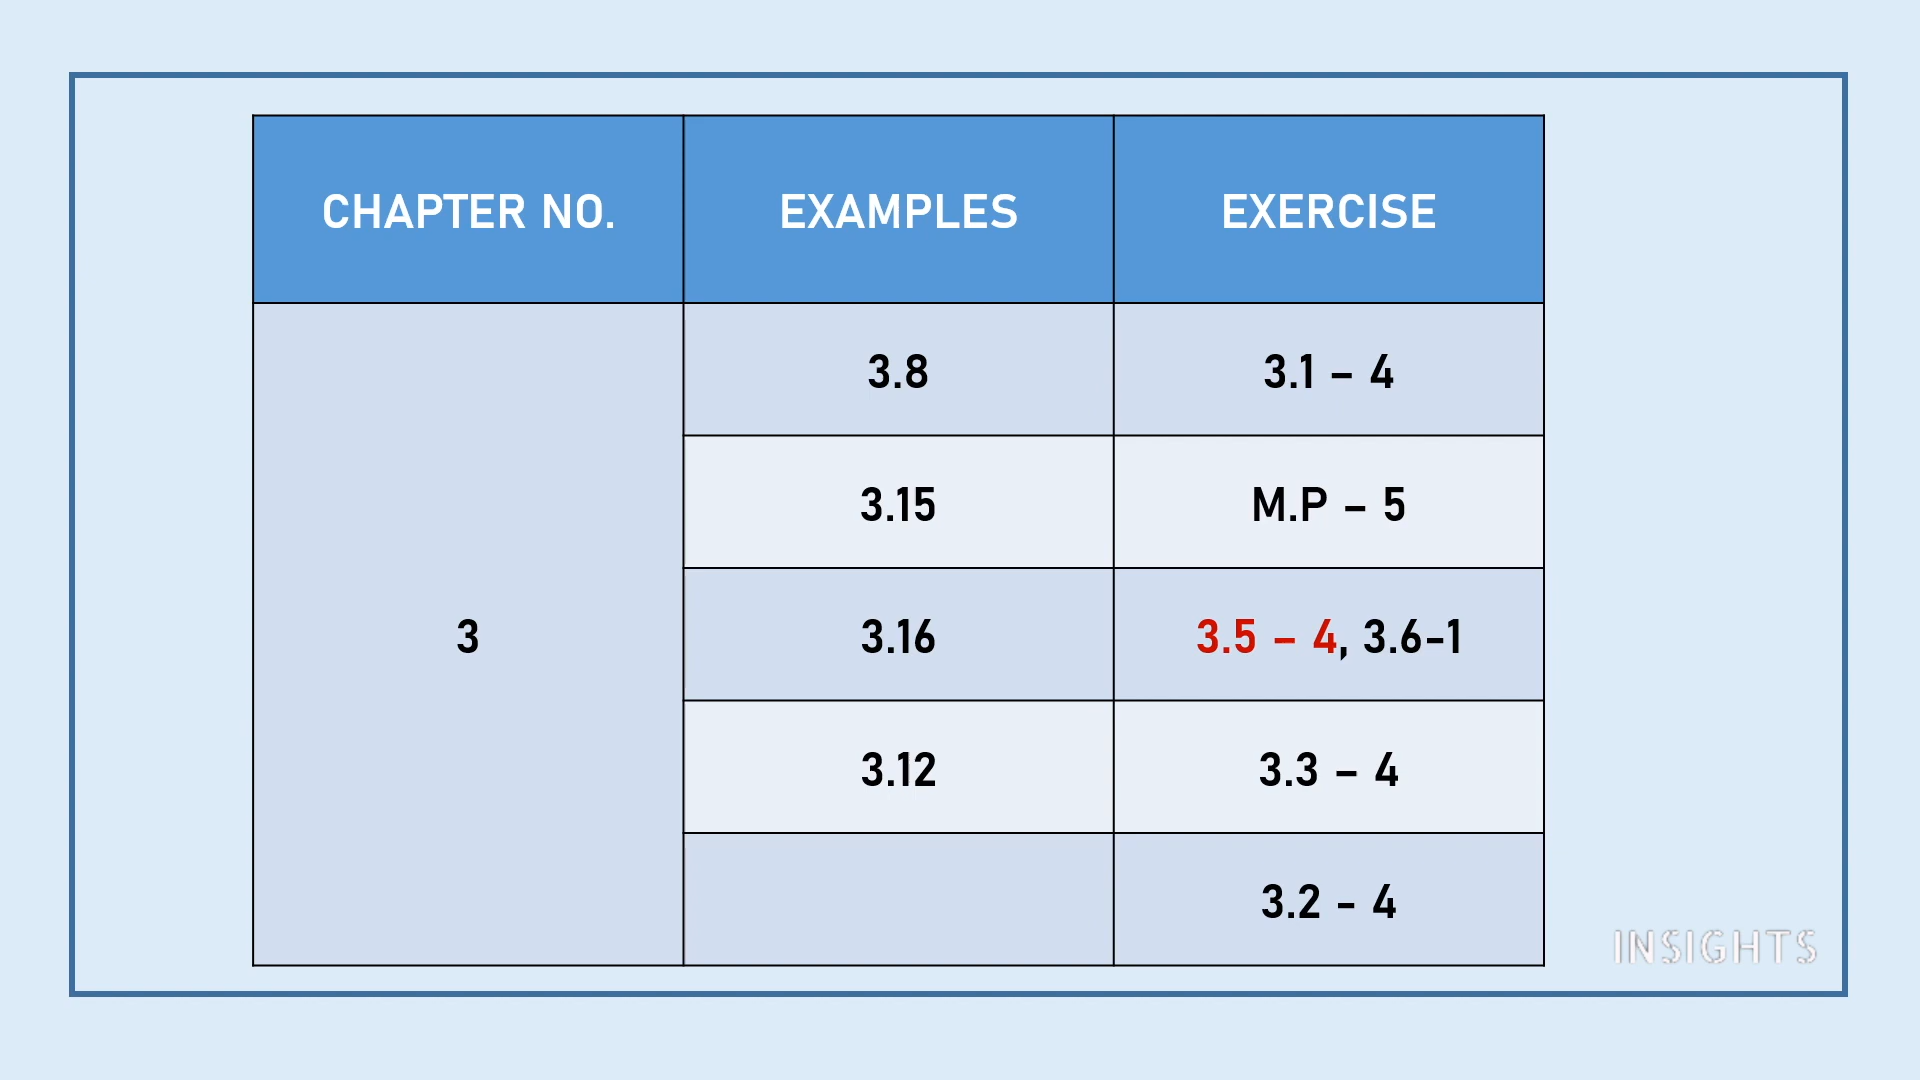 CHAPTER NO. EXAMPLES EXERCISE
3.8 3.1 – 4
3.15 M.P – 5
3 3.16 3.5 – 4, 3.6-1
3.12 3.3 – 4
3.2 - 4
INSIGHTS